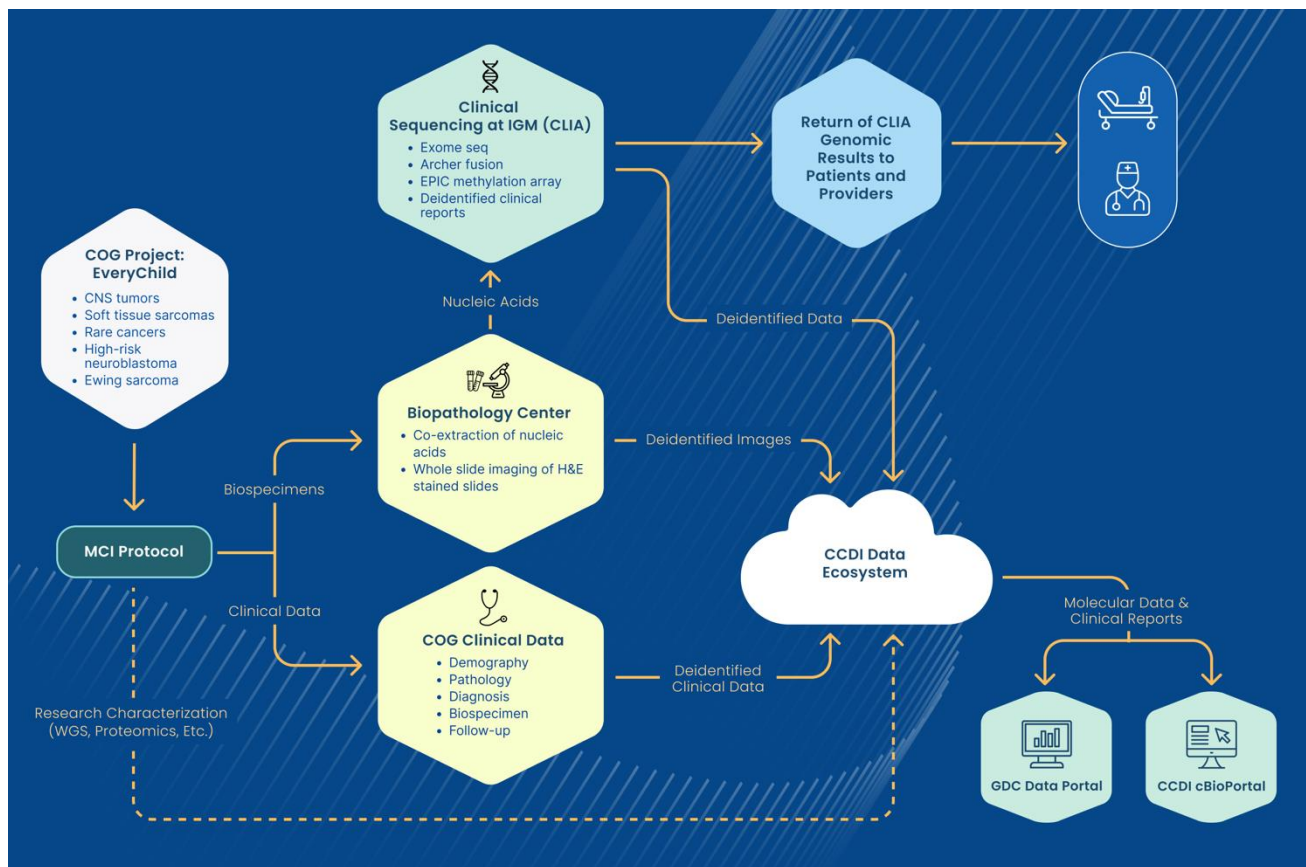 Clinical
Sequencing at IGM (CLIA)
• Exome seq
• Archer fusion
• EPIC methylation array
• Deidentified clinical
reports
Return of CLIA
Genomic
Results to
Patients and
Providers
COG Project:
EveryChild
• CNS tumors
• Soft tissue sarcomas
• Rare cancers
• High-risk
neuroblastoma
• Ewing sarcoma
Nucleic Acids
Deidentified Data
Biopathology Center
• Co-extraction of nucleic
acids
• Whole slide imaging of H&E
stained slides
Deidentified Images
Biospecimens
MCI Protocol
CCDI Data
Ecosystem
Clinical Data
COG Clinical Data
• Demography
• Pathology
• Diagnosis
• Biospecimen
• Follow-up
Deidentified
Clinical Data
Molecular Data &
Clinical Reports
Research Characterization
(WGS, Proteomics, Etc.)
GDC Data Portal
CCDI cBioPortal